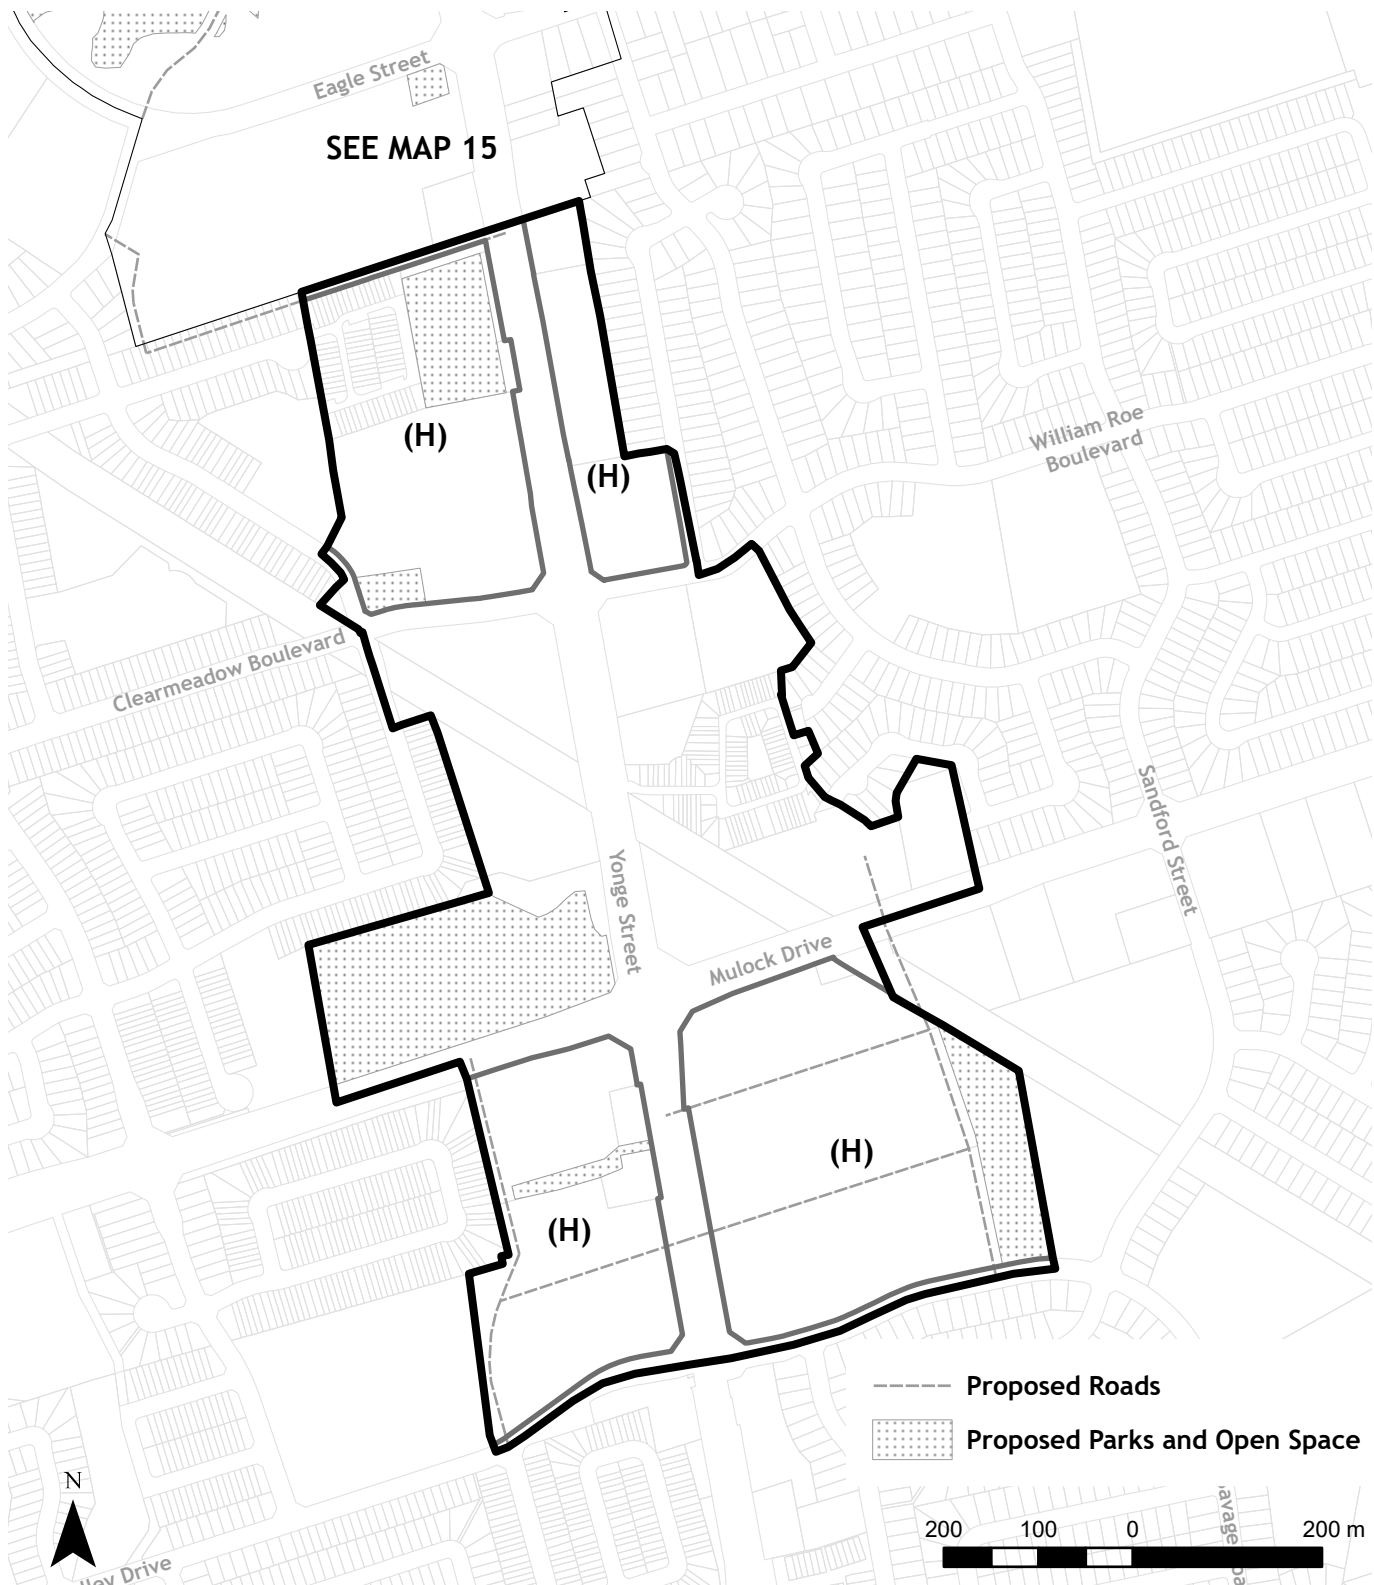 Eagle Street
SEE MAP 15
(H)
(H)
William Roe
Boulevard
Clearmeadow Boulevard
Sandford Street
Yonge Street
Mulock Drive
(H)
(H)
Proposed Roads
Proposed Parks and Open Space
N
200 100 0 200 m
Drive